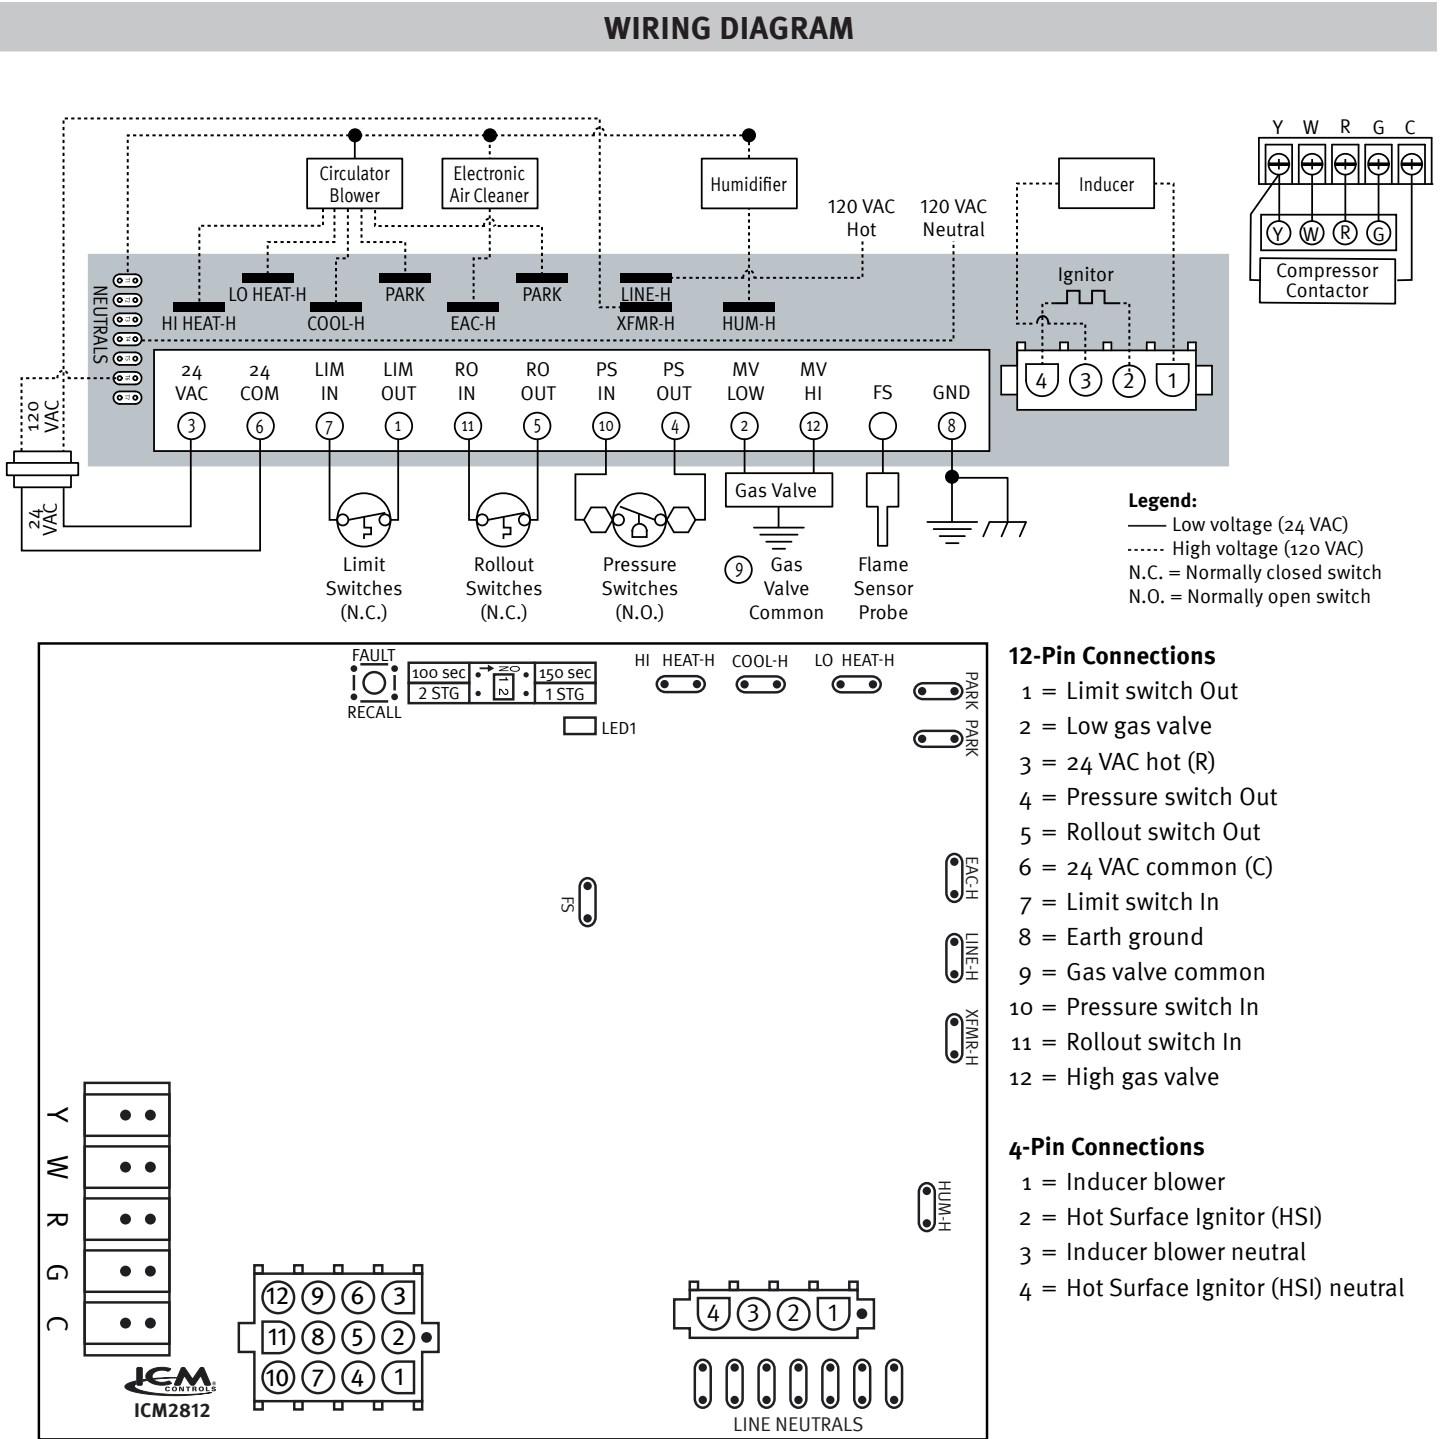 WIRING DIAGRAM
Y W R G C
Circulator
Blower
Electronic
Air Cleaner
Humidifier
120 VAC
Hot
120 VAC
Neutral
Inducer
Y W R G
Compressor
Contactor
NEUTRALS
HI HEAT-H
LO HEAT-H
COOL-H
PARK
EAC-H
PARK
LINE-H
XFMR-H
HUM-H
Ignitor
4 3 2 1
120
VAC
24
VAC
24
VAC
3
24
COM
6
LIM
IN
7
LIM
OUT
1
RO
IN
11
RO
OUT
5
PS
IN
10
PS
OUT
4
MV
LOW
2
MV
HI
12
FS
GND
8
Limit
Switches
(N.C.)
Rollout
Switches
(N.C.)
Pressure
Switches
(N.O.)
Gas Valve
9
Gas
Valve
Common
Flame
Sensor
Probe
Legend:
Low voltage (24 VAC)
High voltage (120 VAC)
N.C. = Normally closed switch
N.O. = Normally open switch
FAULT
RECALL
100 sec
2 STG
ON
1 2
150 sec
1 STG
LED1
HI HEAT-H
COOL-H
LO HEAT-H
PARK
PARK
EAC-H
LINE-H
XFMR-H
HUM-H
FS
Y
W
R
G
C
ICM
CONTROLS
ICM2812
12 9 6 3
11 8 5 2
10 7 4 1
4 3 2 1
LINE NEUTRALS
12-Pin Connections
1 = Limit switch Out
2 = Low gas valve
3 = 24 VAC hot (R)
4 = Pressure switch Out
5 = Rollout switch Out
6 = 24 VAC common (C)
7 = Limit switch In
8 = Earth ground
9 = Gas valve common
10 = Pressure switch In
11 = Rollout switch In
12 = High gas valve
4-Pin Connections
1 = Inducer blower
2 = Hot Surface Ignitor (HSI)
3 = Inducer blower neutral
4 = Hot Surface Ignitor (HSI) neutral